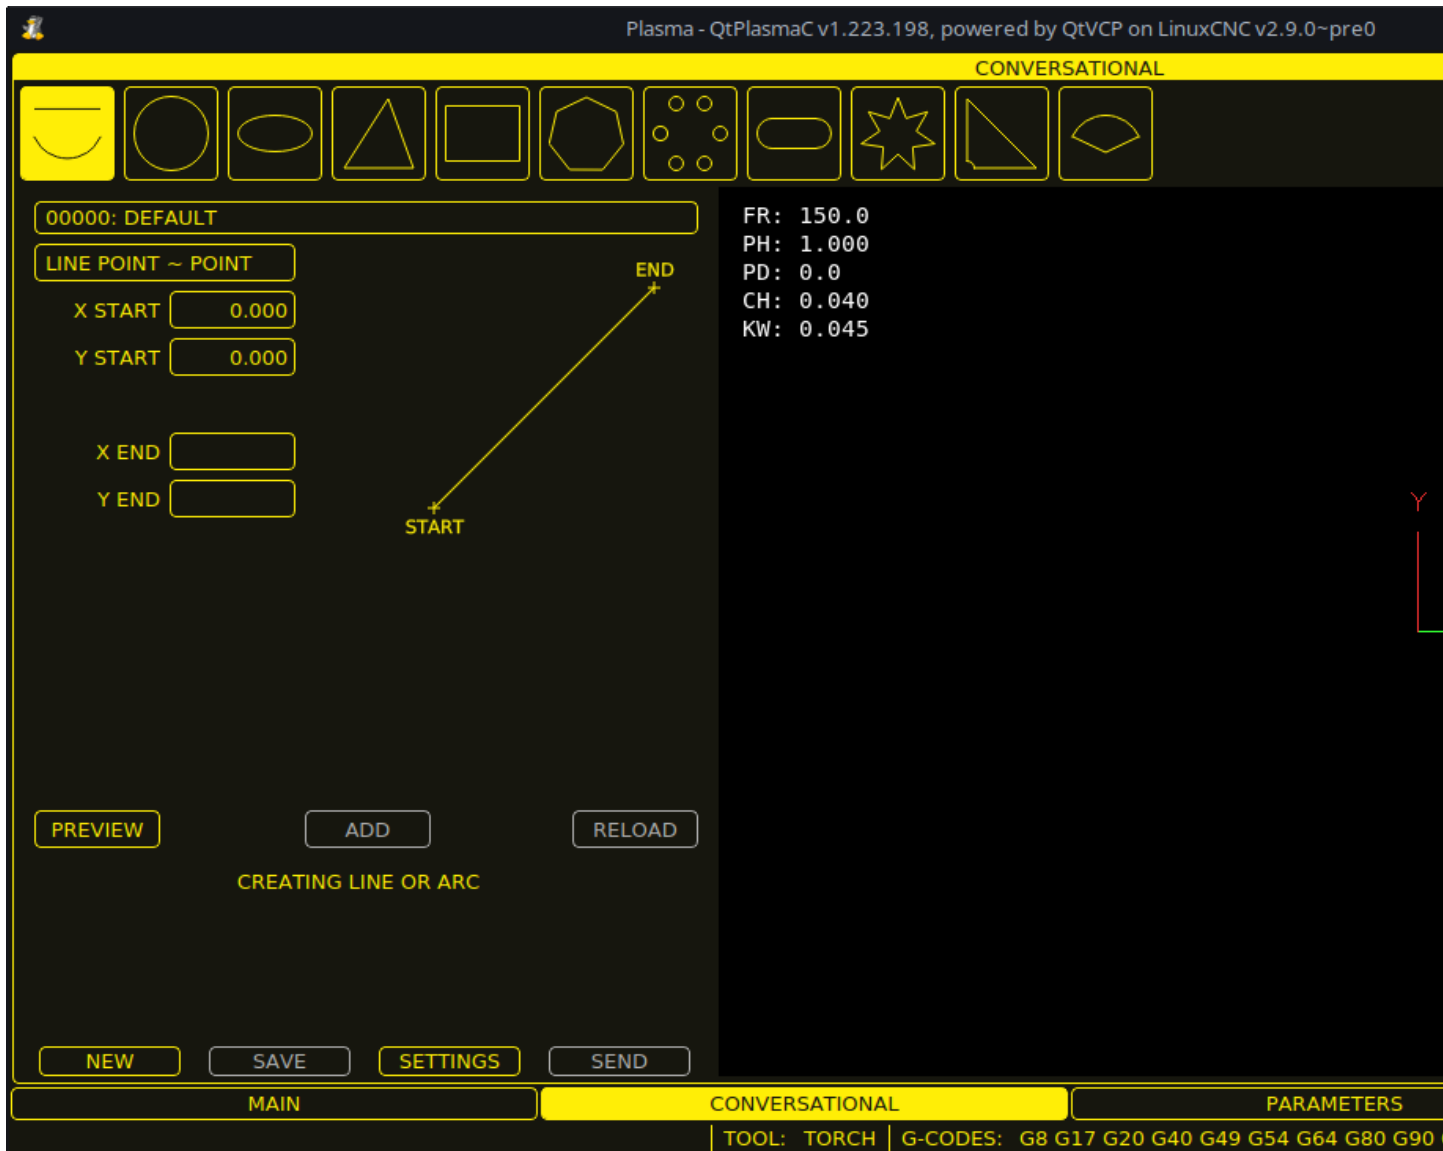 Plasma - QtPlasmaC v1.223.198, powered by QtVCP on LinuxCNC v2.9.0~pre0
CONVERSATIONAL
00000: DEFAULT
LINE POINT ~ POINT
X START 0.000
Y START 0.000
X END
Y END
END
START
PREVIEW ADD RELOAD
CREATING LINE OR ARC
NEW SAVE SETTINGS SEND
FR: 150.0
PH: 1.000
PD: 0.0
CH: 0.040
KW: 0.045
Y
MAIN CONVERSATIONAL PARAMETERS
TOOL: TORCH G-CODES: G8 G17 G20 G40 G49 G54 G64 G80 G90